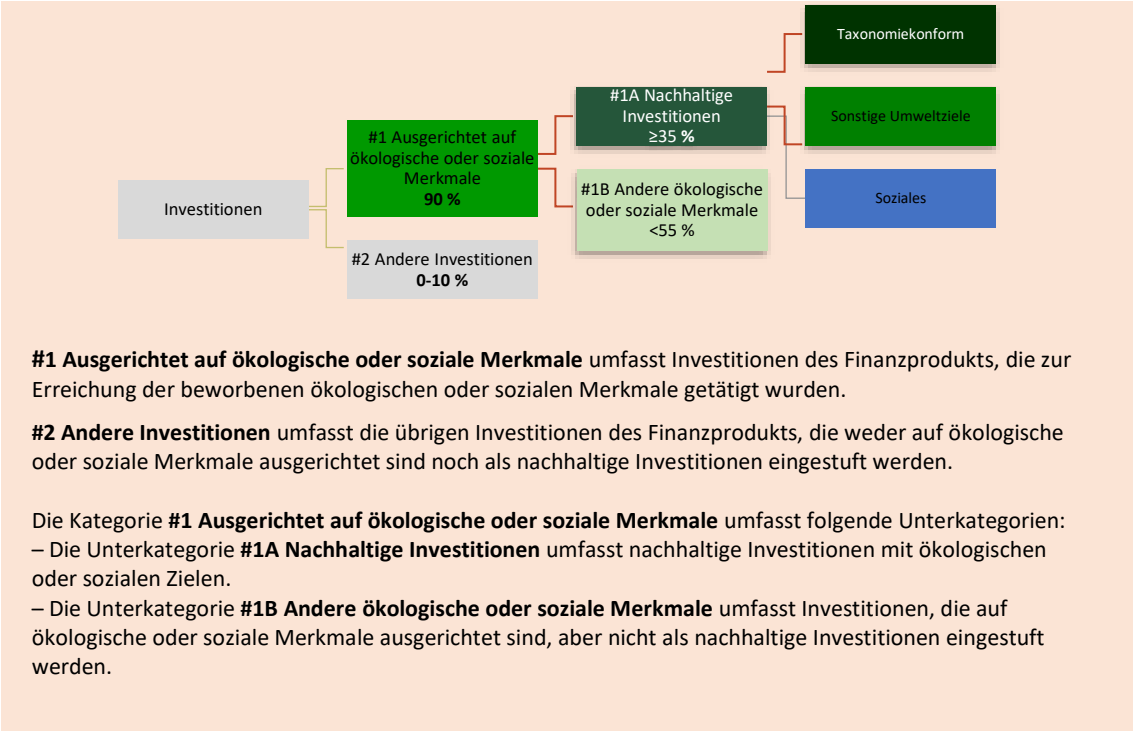 Investitionen
#1 Ausgerichtet auf
ökologische oder soziale
Merkmale
90 %
#2 Andere Investitionen
0-10 %
#1A Nachhaltige
Investitionen
≥35 %
#1B Andere ökologische
oder soziale Merkmale
<55 %
Taxonomiekonform
Sonstige Umweltziele
Soziales
#1 Ausgerichtet auf ökologische oder soziale Merkmale umfasst Investitionen des Finanzprodukts, die zur
Erreichung der beworbenen ökologischen oder sozialen Merkmale getätigt wurden.
#2 Andere Investitionen umfasst die übrigen Investitionen des Finanzprodukts, die weder auf ökologische
oder soziale Merkmale ausgerichtet sind noch als nachhaltige Investitionen eingestuft werden.
Die Kategorie #1 Ausgerichtet auf ökologische oder soziale Merkmale umfasst folgende Unterkategorien:
– Die Unterkategorie #1A Nachhaltige Investitionen umfasst nachhaltige Investitionen mit ökologischen
oder sozialen Zielen.
– Die Unterkategorie #1B Andere ökologische oder soziale Merkmale umfasst Investitionen, die auf
ökologische oder soziale Merkmale ausgerichtet sind, aber nicht als nachhaltige Investitionen eingestuft
werden.